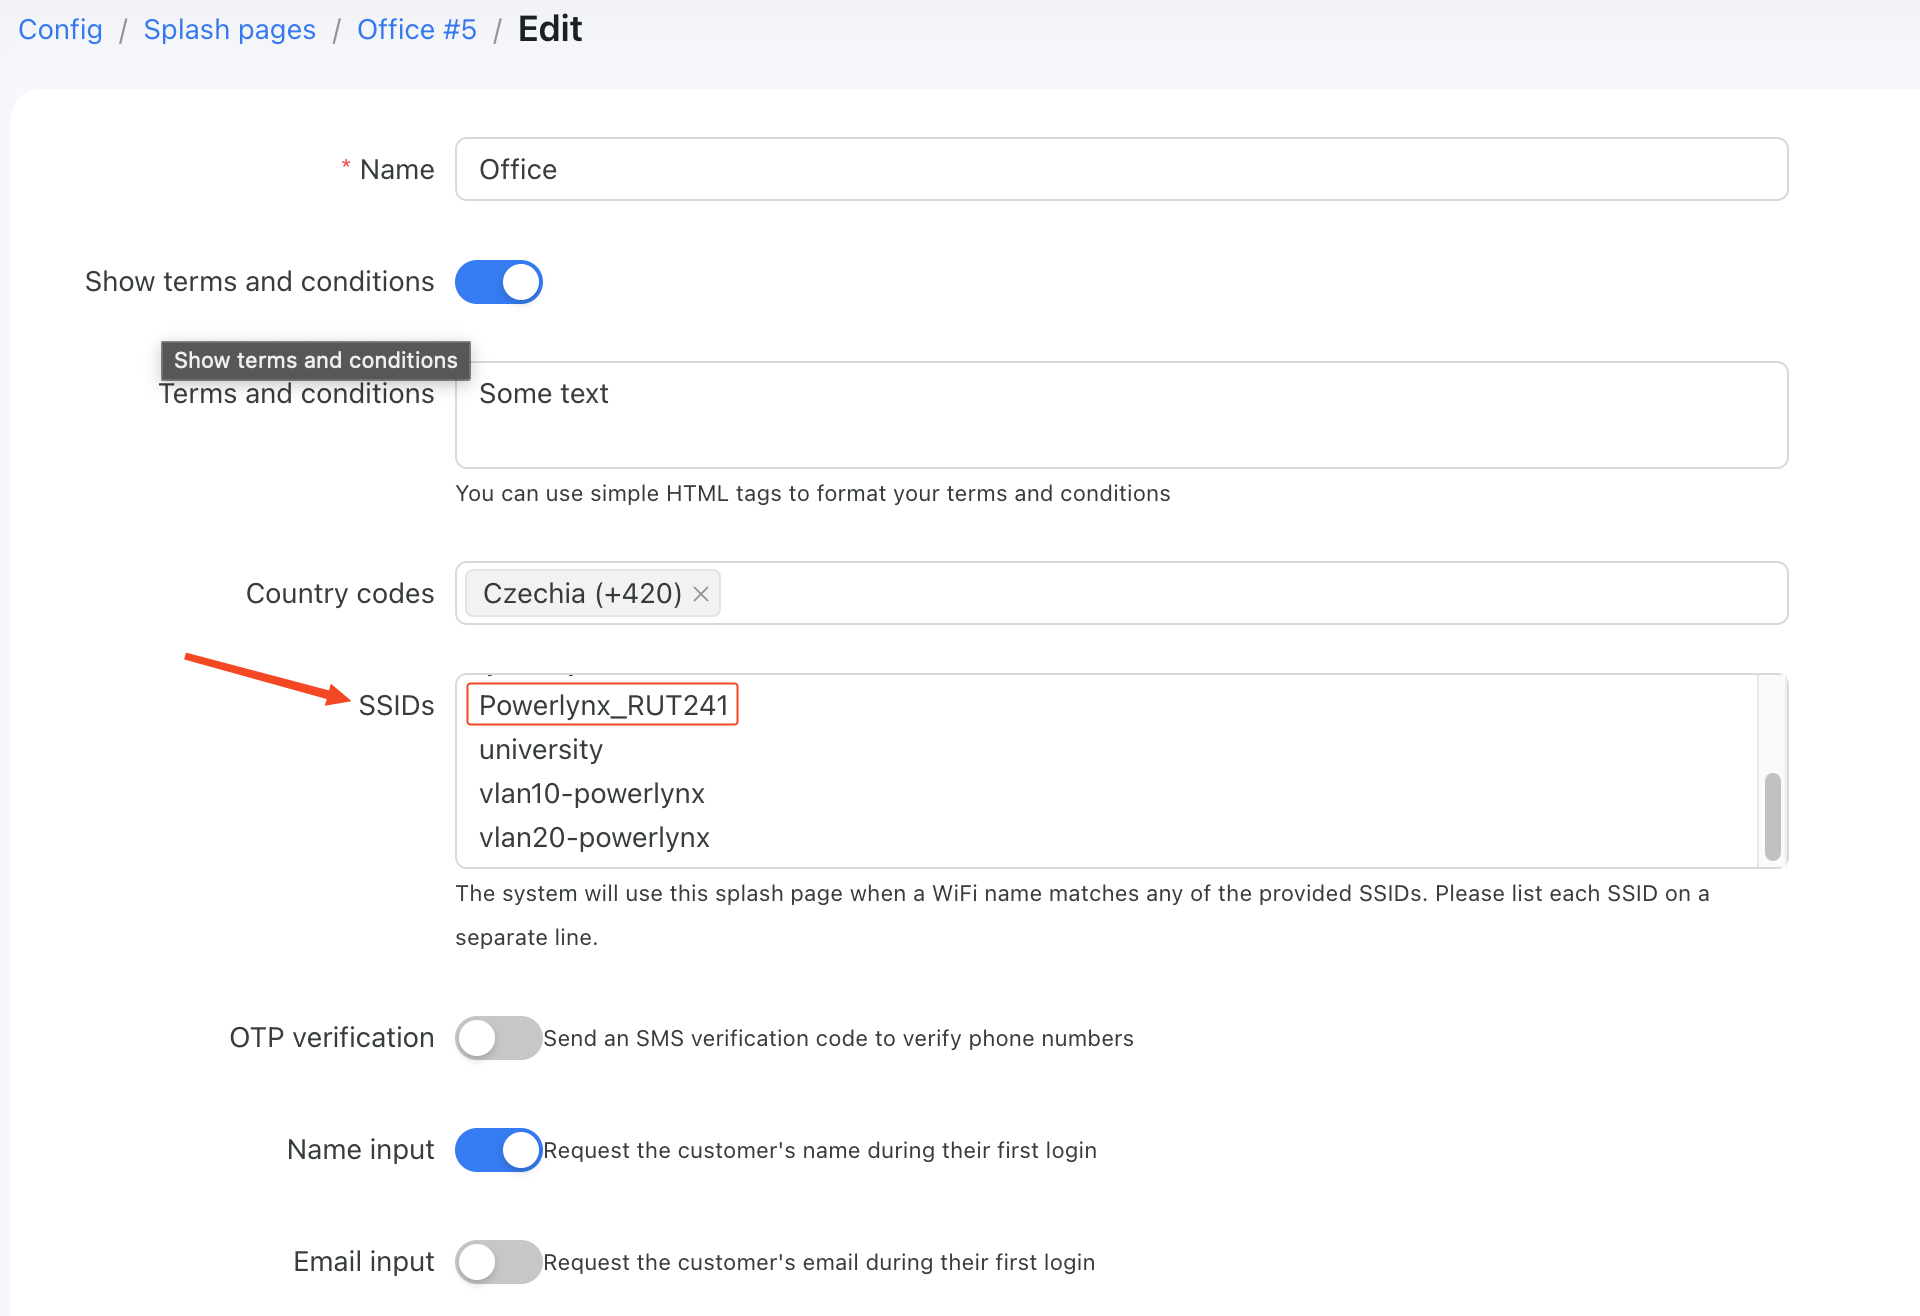 Config / Splash pages / Office #5 / Edit
* Name
Office
Show terms and conditions
Show terms and conditions
Terms and conditions
Some text
You can use simple HTML tags to format your terms and conditions
Country codes
Czechia (+420) ×
SSIDs
Powerlynx_RUT241
university
vlan10-powerlynx
vlan20-powerlynx
The system will use this splash page when a WiFi name matches any of the provided SSIDs. Please list each SSID on a
separate line.
OTP verification
Send an SMS verification code to verify phone numbers
Name input
Request the customer's name during their first login
Email input
Request the customer's email during their first login